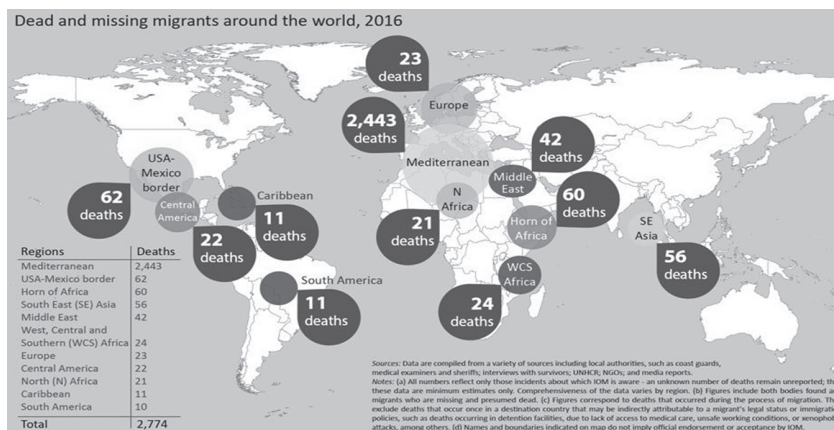 Dead and missing migrants around the world, 2016
23
deaths
Europe
2,443
deaths
Mediterranean
42
deaths
Middle
East
USA-
Mexico
border
62
deaths
Central
America
Caribbean
11
deaths
22
deaths
N
Africa
21
deaths
60
deaths
Horn of
Africa
SE
Asia
56
deaths
WCS
Africa
24
deaths
South America
11
deaths
Regions Deaths
Mediterranean 2,443
USA-Mexico border 62
Horn of Africa 60
South East (SE) Asia 56
Middle East 42
West, Central and
Southern (WCS) Africa 24
Europe 23
Central America 22
North (N) Africa 21
Caribbean 11
South America 10
Total 2,774
Sources: Data are compiled from a variety of sources including local authorities, such as coast guards,
medical examiners and sheriffs; interviews with survivors; UNHCR; NGOs; and media reports.
Notes: (a) All numbers reflect only those incidents about which IOM is aware - an unknown number of deaths remain unreported; th
these data are minimum estimates only. Comprehensiveness of the data varies by region. (b) Figures include both bodies found a
migrants who are missing and presumed dead. (c) Figures correspond to deaths that occurred during the process of migration. Th
exclude deaths that occur once in a destination country that may be indirectly attributable to a migrant's legal status or immigrati
policies, such as deaths occurring in detention facilities, due to lack of access to medical care, unsafe working conditions, or xenopho
attacks, among others. (d) Names and boundaries indicated on map do not imply official endorsement or acceptance by IOM.